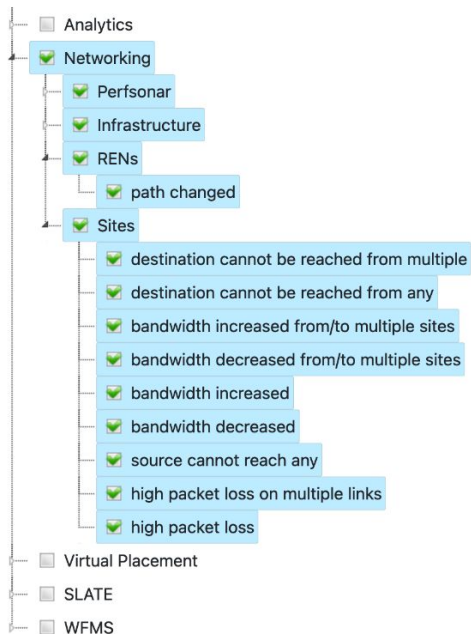 Analytics
Networking
Perfsonar
Infrastructure
RENs
path changed
Sites
destination cannot be reached from multiple
destination cannot be reached from any
bandwidth increased from/to multiple sites
bandwidth decreased from/to multiple sites
bandwidth increased
bandwidth decreased
source cannot reach any
high packet loss on multiple links
high packet loss
Virtual Placement
SLATE
WFMS